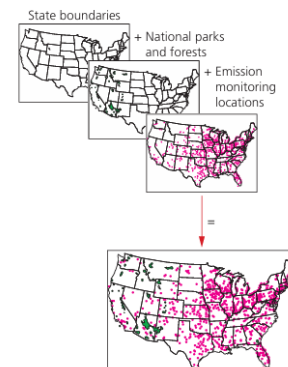 State boundaries
+ National parks
and forests
+ Emission
monitoring
locations
=